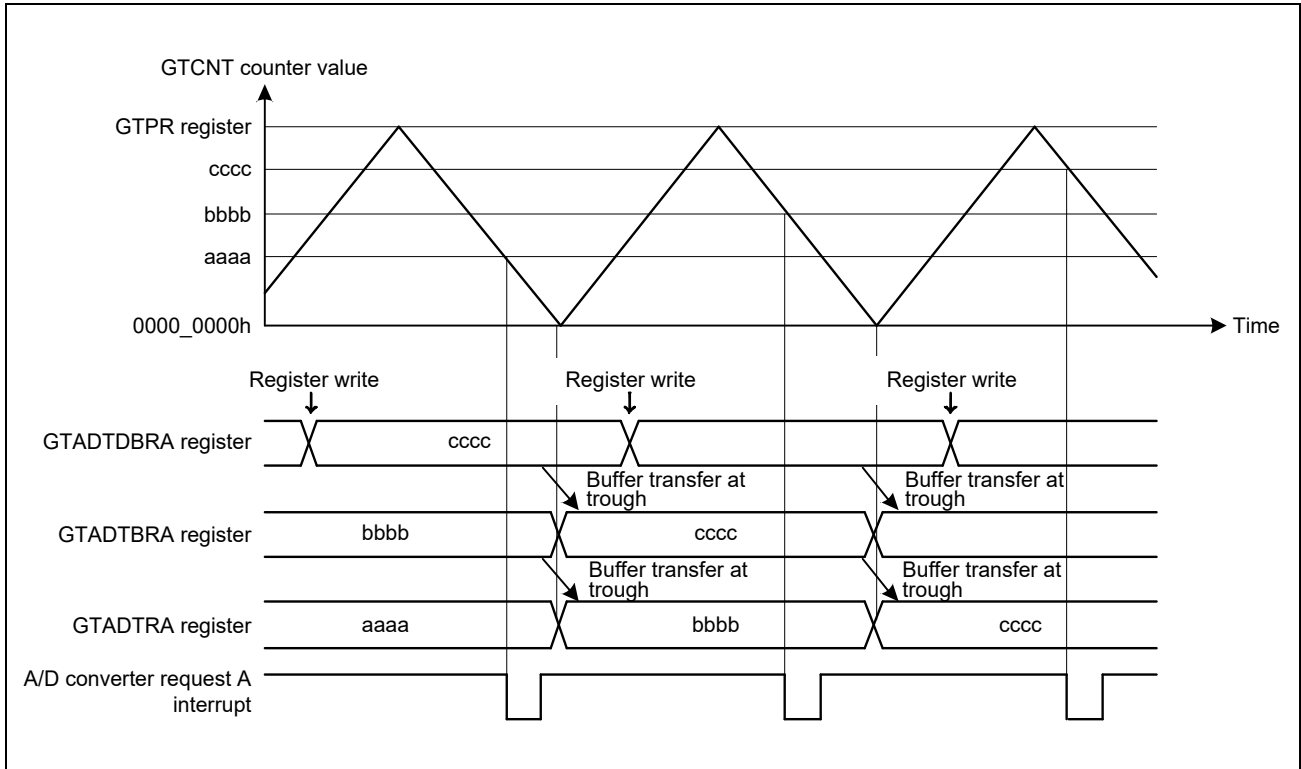 GTCNT counter value
GTPR register
cccc
bbbb
aaaa
0000_0000h
Time
Register write
Register write
Register write
GTADTDBRA register
cccc
Buffer transfer at
trough
Buffer transfer at
trough
GTADTBRA register
bbbb
cccc
Buffer transfer at
trough
Buffer transfer at
trough
GTADTRA register
aaaa
bbbb
cccc
A/D converter request A
interrupt